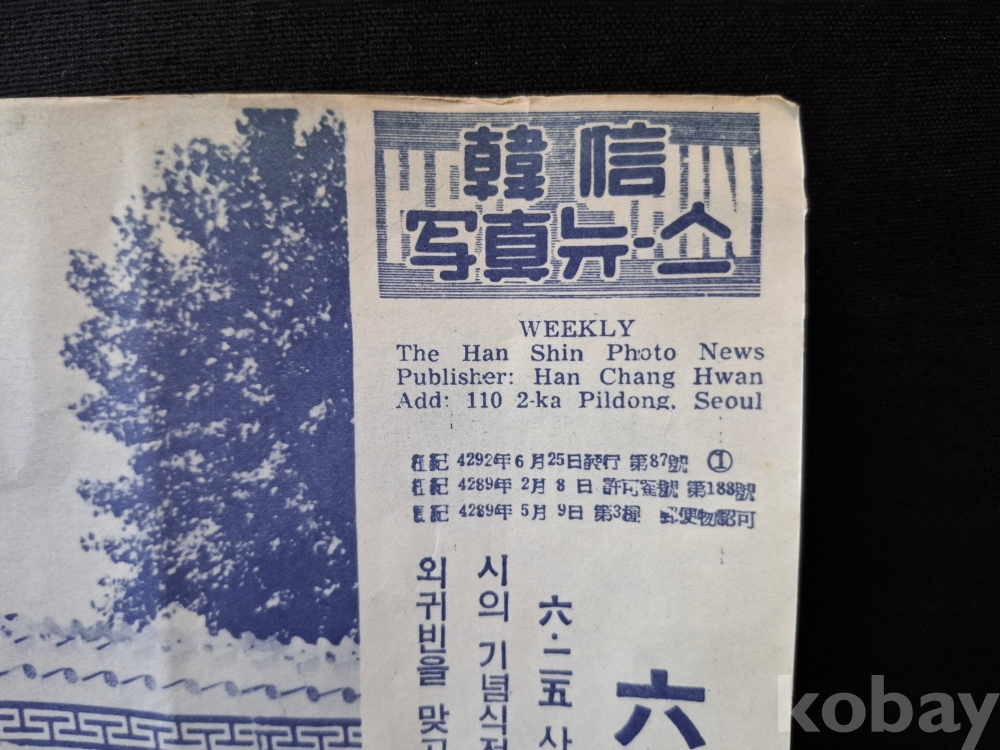 韓信
写真뉴-스
WEEKLY
The Han Shin Photo News
Publisher: Han Chang Hwan
Add: 110 2-ka Pildong, Seoul
檀紀 4292年6月25日発行 第87號 ①
檀紀 4289年2月8日 許可番號 第188號
檀紀 4289年5月9日 第3種 郵便物認可
六
六·二五 사
시의 기념식전
외귀빈을 맞고
kobay